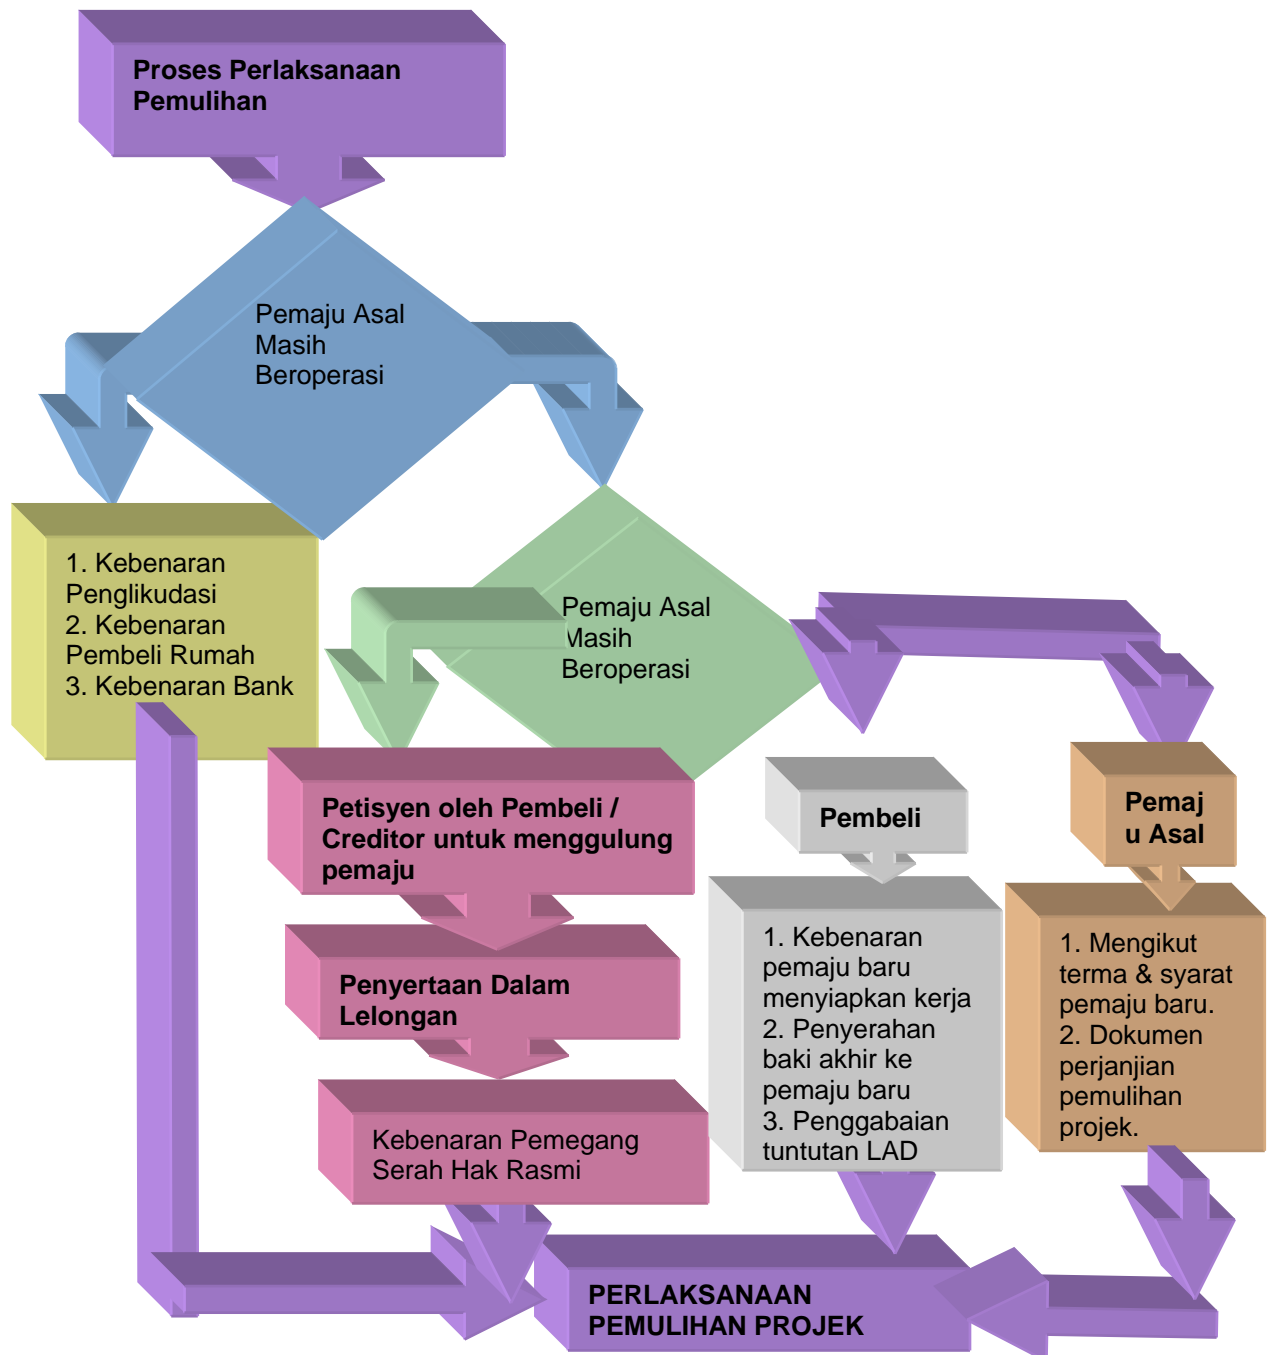 Proses Perlaksanaan
Pemulihan
Pemaju Asal
Masih
Beroperasi
1. Kebenaran
Penglikudasi
2. Kebenaran
Pembeli Rumah
3. Kebenaran Bank
Pemaju Asal
Masih
Beroperasi
Petisyen oleh Pembeli /
Creditor untuk menggulung
pemaju
Penyertaan Dalam
Lelongan
Kebenaran Pemegang
Serah Hak Rasmi
Pembeli
1. Kebenaran
pemaju baru
menyiapkan kerja
2. Penyerahan
baki akhir ke
pemaju baru
3. Penggabaian
tuntutan LAD
Pemaj
u Asal
1. Mengikut
terma & syarat
pemaju baru.
2. Dokumen
perjanjian
pemulihan
projek.
PERLAKSANAAN
PEMULIHAN PROJEK